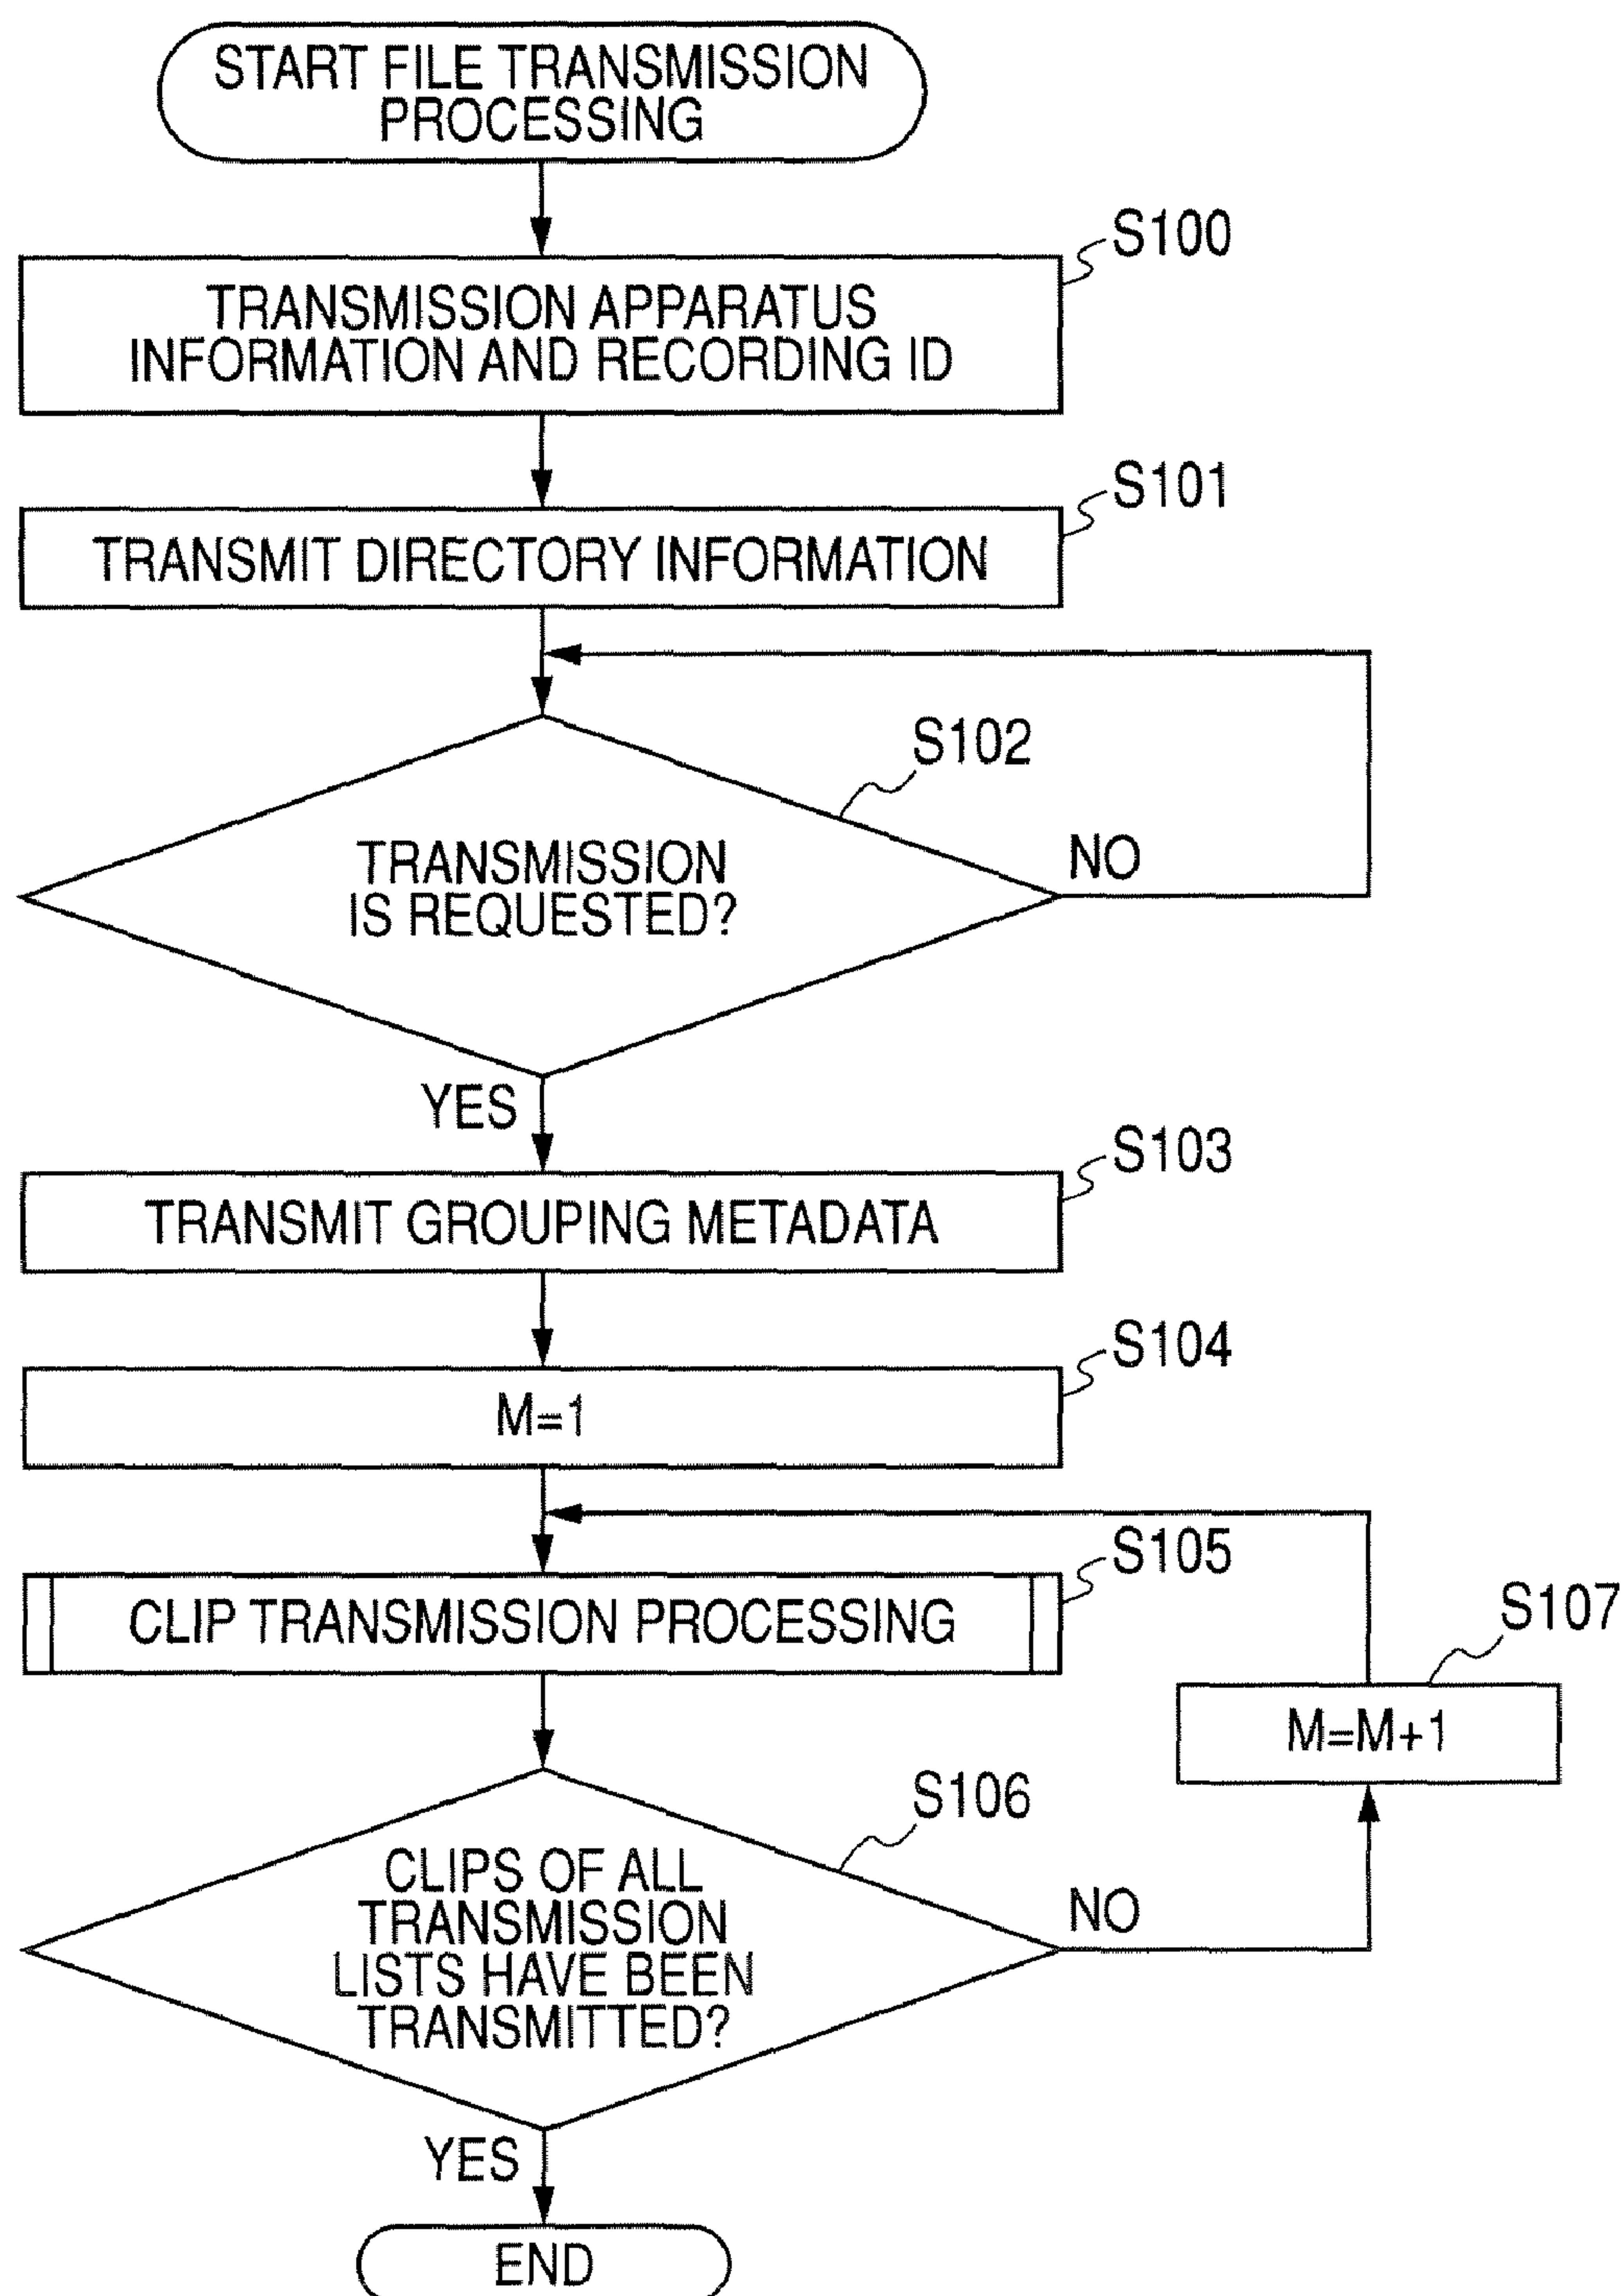 START FILE TRANSMISSION
PROCESSING
S100
TRANSMISSION APPARATUS
INFORMATION AND RECORDING ID
S101
TRANSMIT DIRECTORY INFORMATION
S102
TRANSMISSION
IS REQUESTED?
NO
YES
S103
TRANSMIT GROUPING METADATA
S104
M=1
S105
CLIP TRANSMISSION PROCESSING
S107
M=M+1
S106
CLIPS OF ALL
TRANSMISSION
LISTS HAVE BEEN
TRANSMITTED?
NO
YES
END